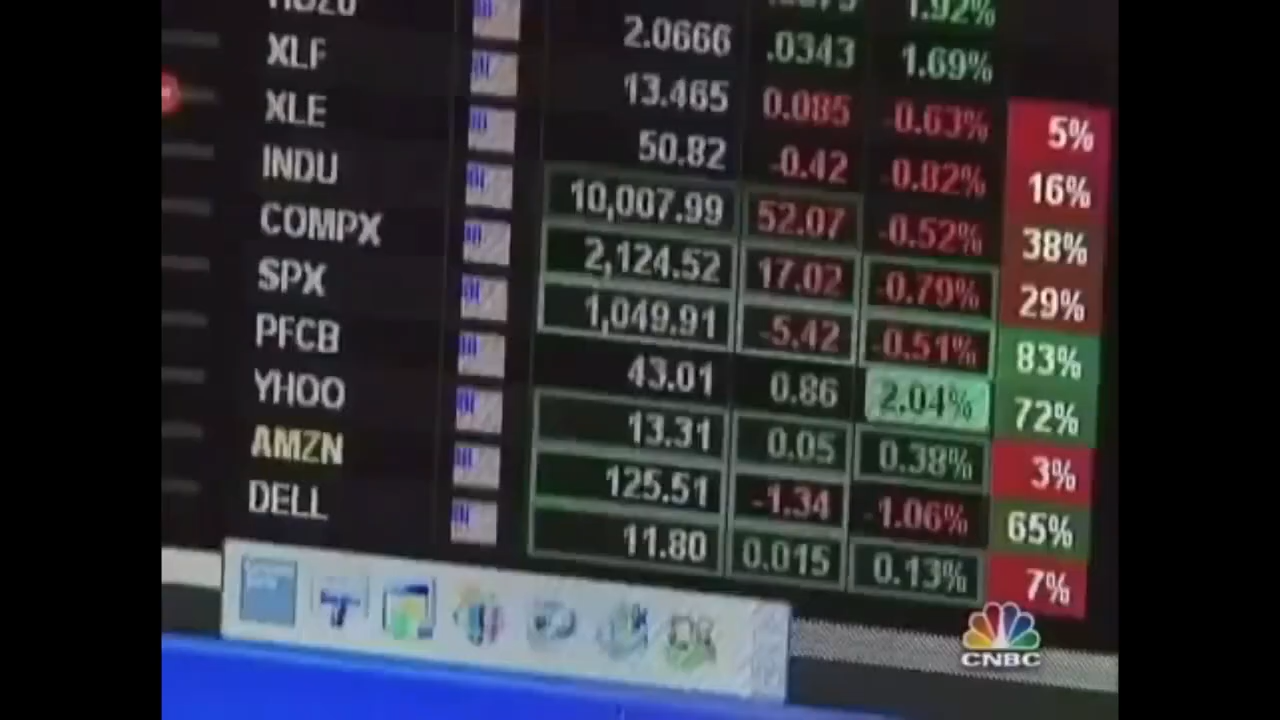 1.92%
2.0666 .0343 1.69%
XLF 13.465 0.085 -0.63% 5%
XLE 50.82 -0.42 -0.82% 16%
INDU 10,007.99 52.07 -0.52% 38%
COMPX 2,124.52 17.02 -0.79% 29%
SPX 1,049.91 -5.42 -0.51% 83%
PFCB 43.01 0.86 2.04% 72%
YHOO 13.31 0.05 0.38% 3%
AMZN 125.51 -1.34 -1.06% 65%
DELL 11.80 0.015 0.13% 7%
CNBC